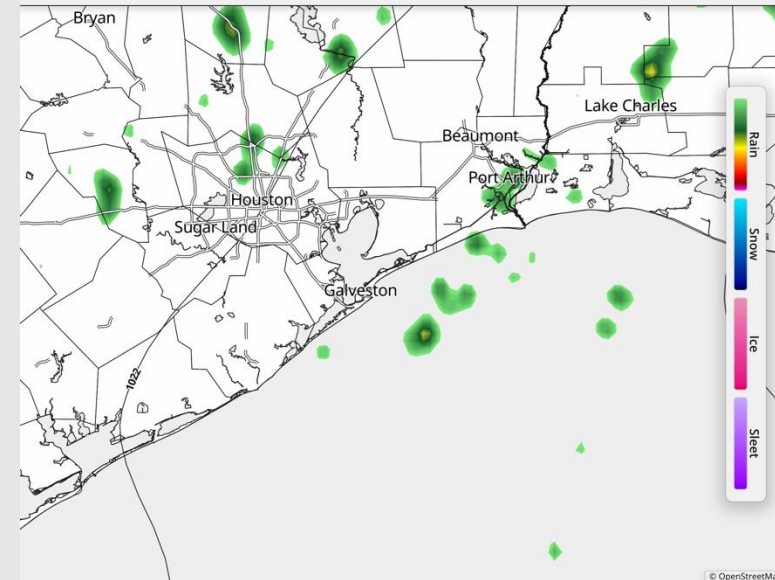 Bryan
Lake Charles
Beaumont
Port Arthur
Houston
Sugar Land
Galveston
1022
Rain
Snow
Ice
Sleet
© OpenStreetMa